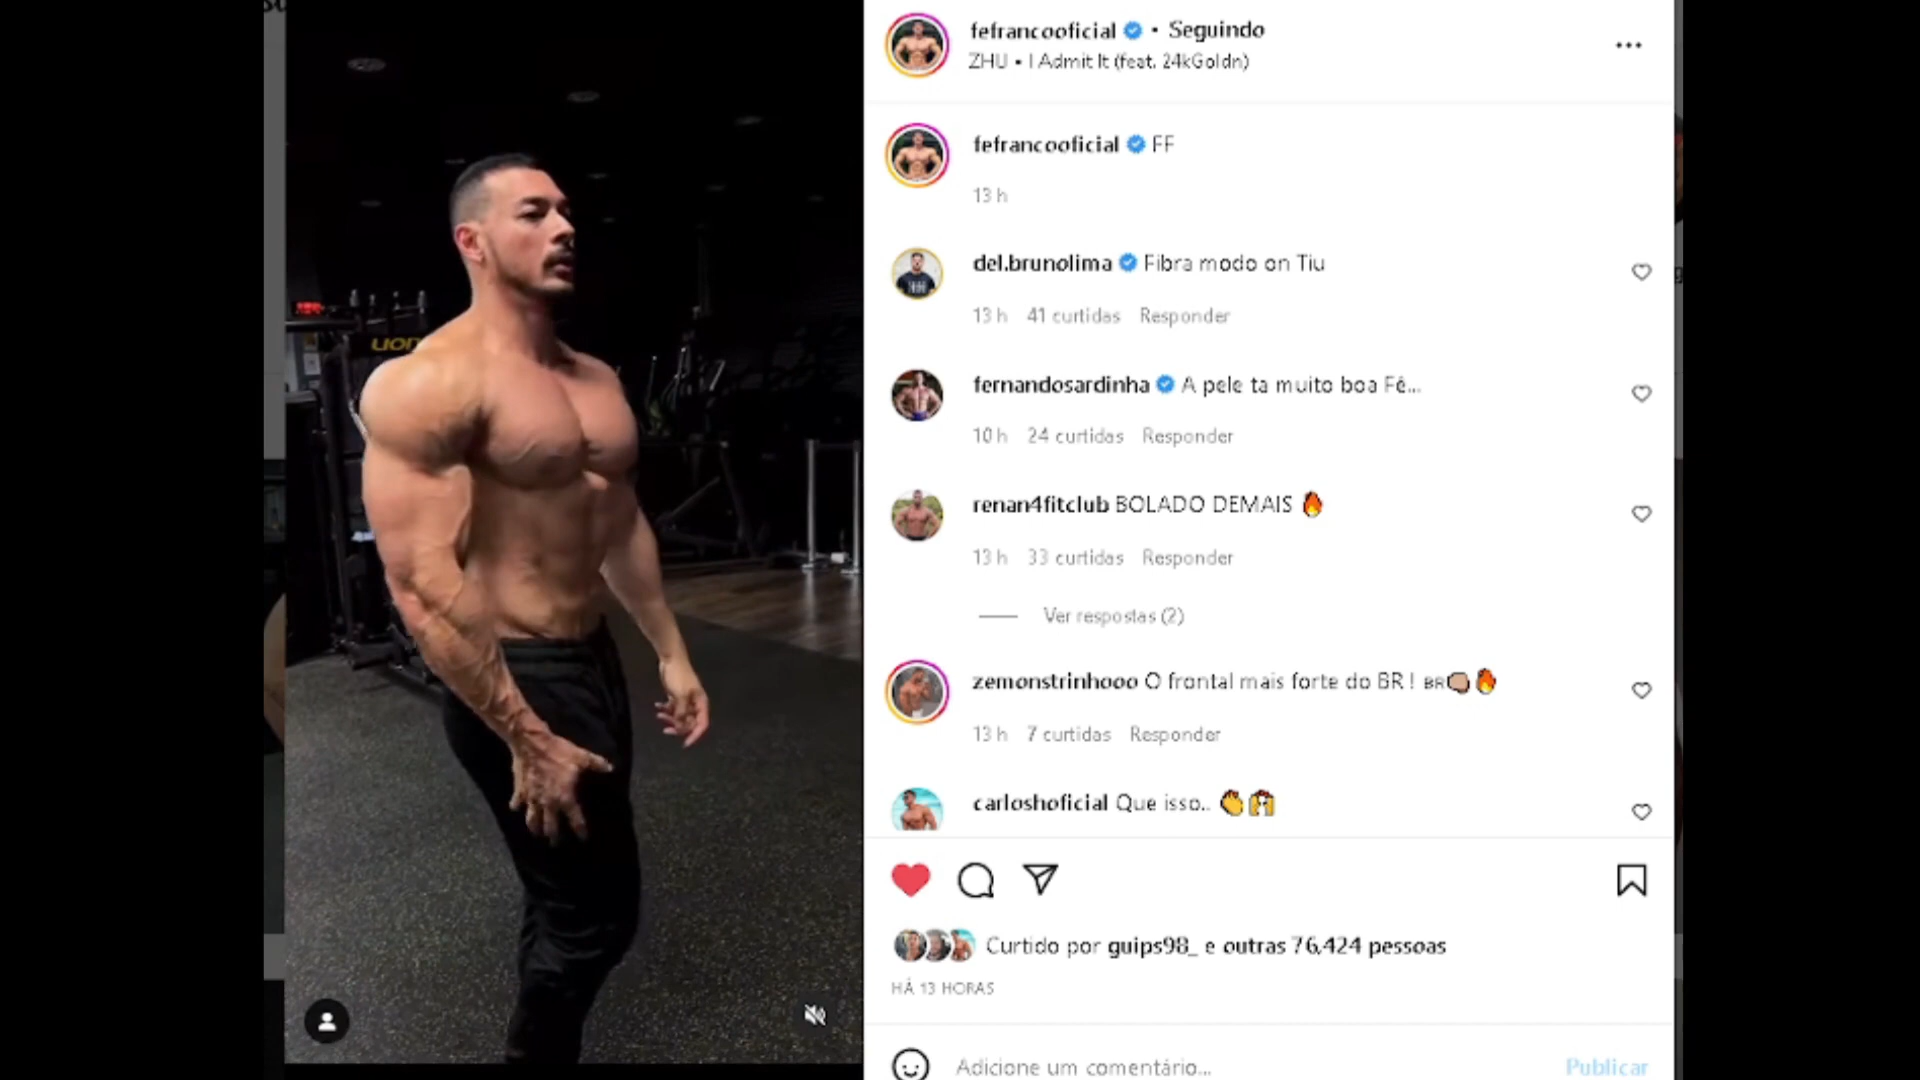 fefrancooficial • Seguindo
ZHU • I Admit It (feat. 24kGoldn)
fefrancooficial FF
13 h
del.brunolima Fibra modo on Tiu
13 h 41 curtidas Responder
fernandosardinha A pele ta muito boa Fê...
10 h 24 curtidas Responder
renan4fitclub BOLADO DEMAIS 🔥
13 h 33 curtidas Responder
Ver respostas (2)
zemonstrinhooo O frontal mais forte do BR ! BR👊🏼🔥
13 h 7 curtidas Responder
carloshoficial Que isso.. 👏🙌
Curtido por guips98_ e outras 76,424 pessoas
HÁ 13 HORAS
Adicione um comentário...
Publicar
LION